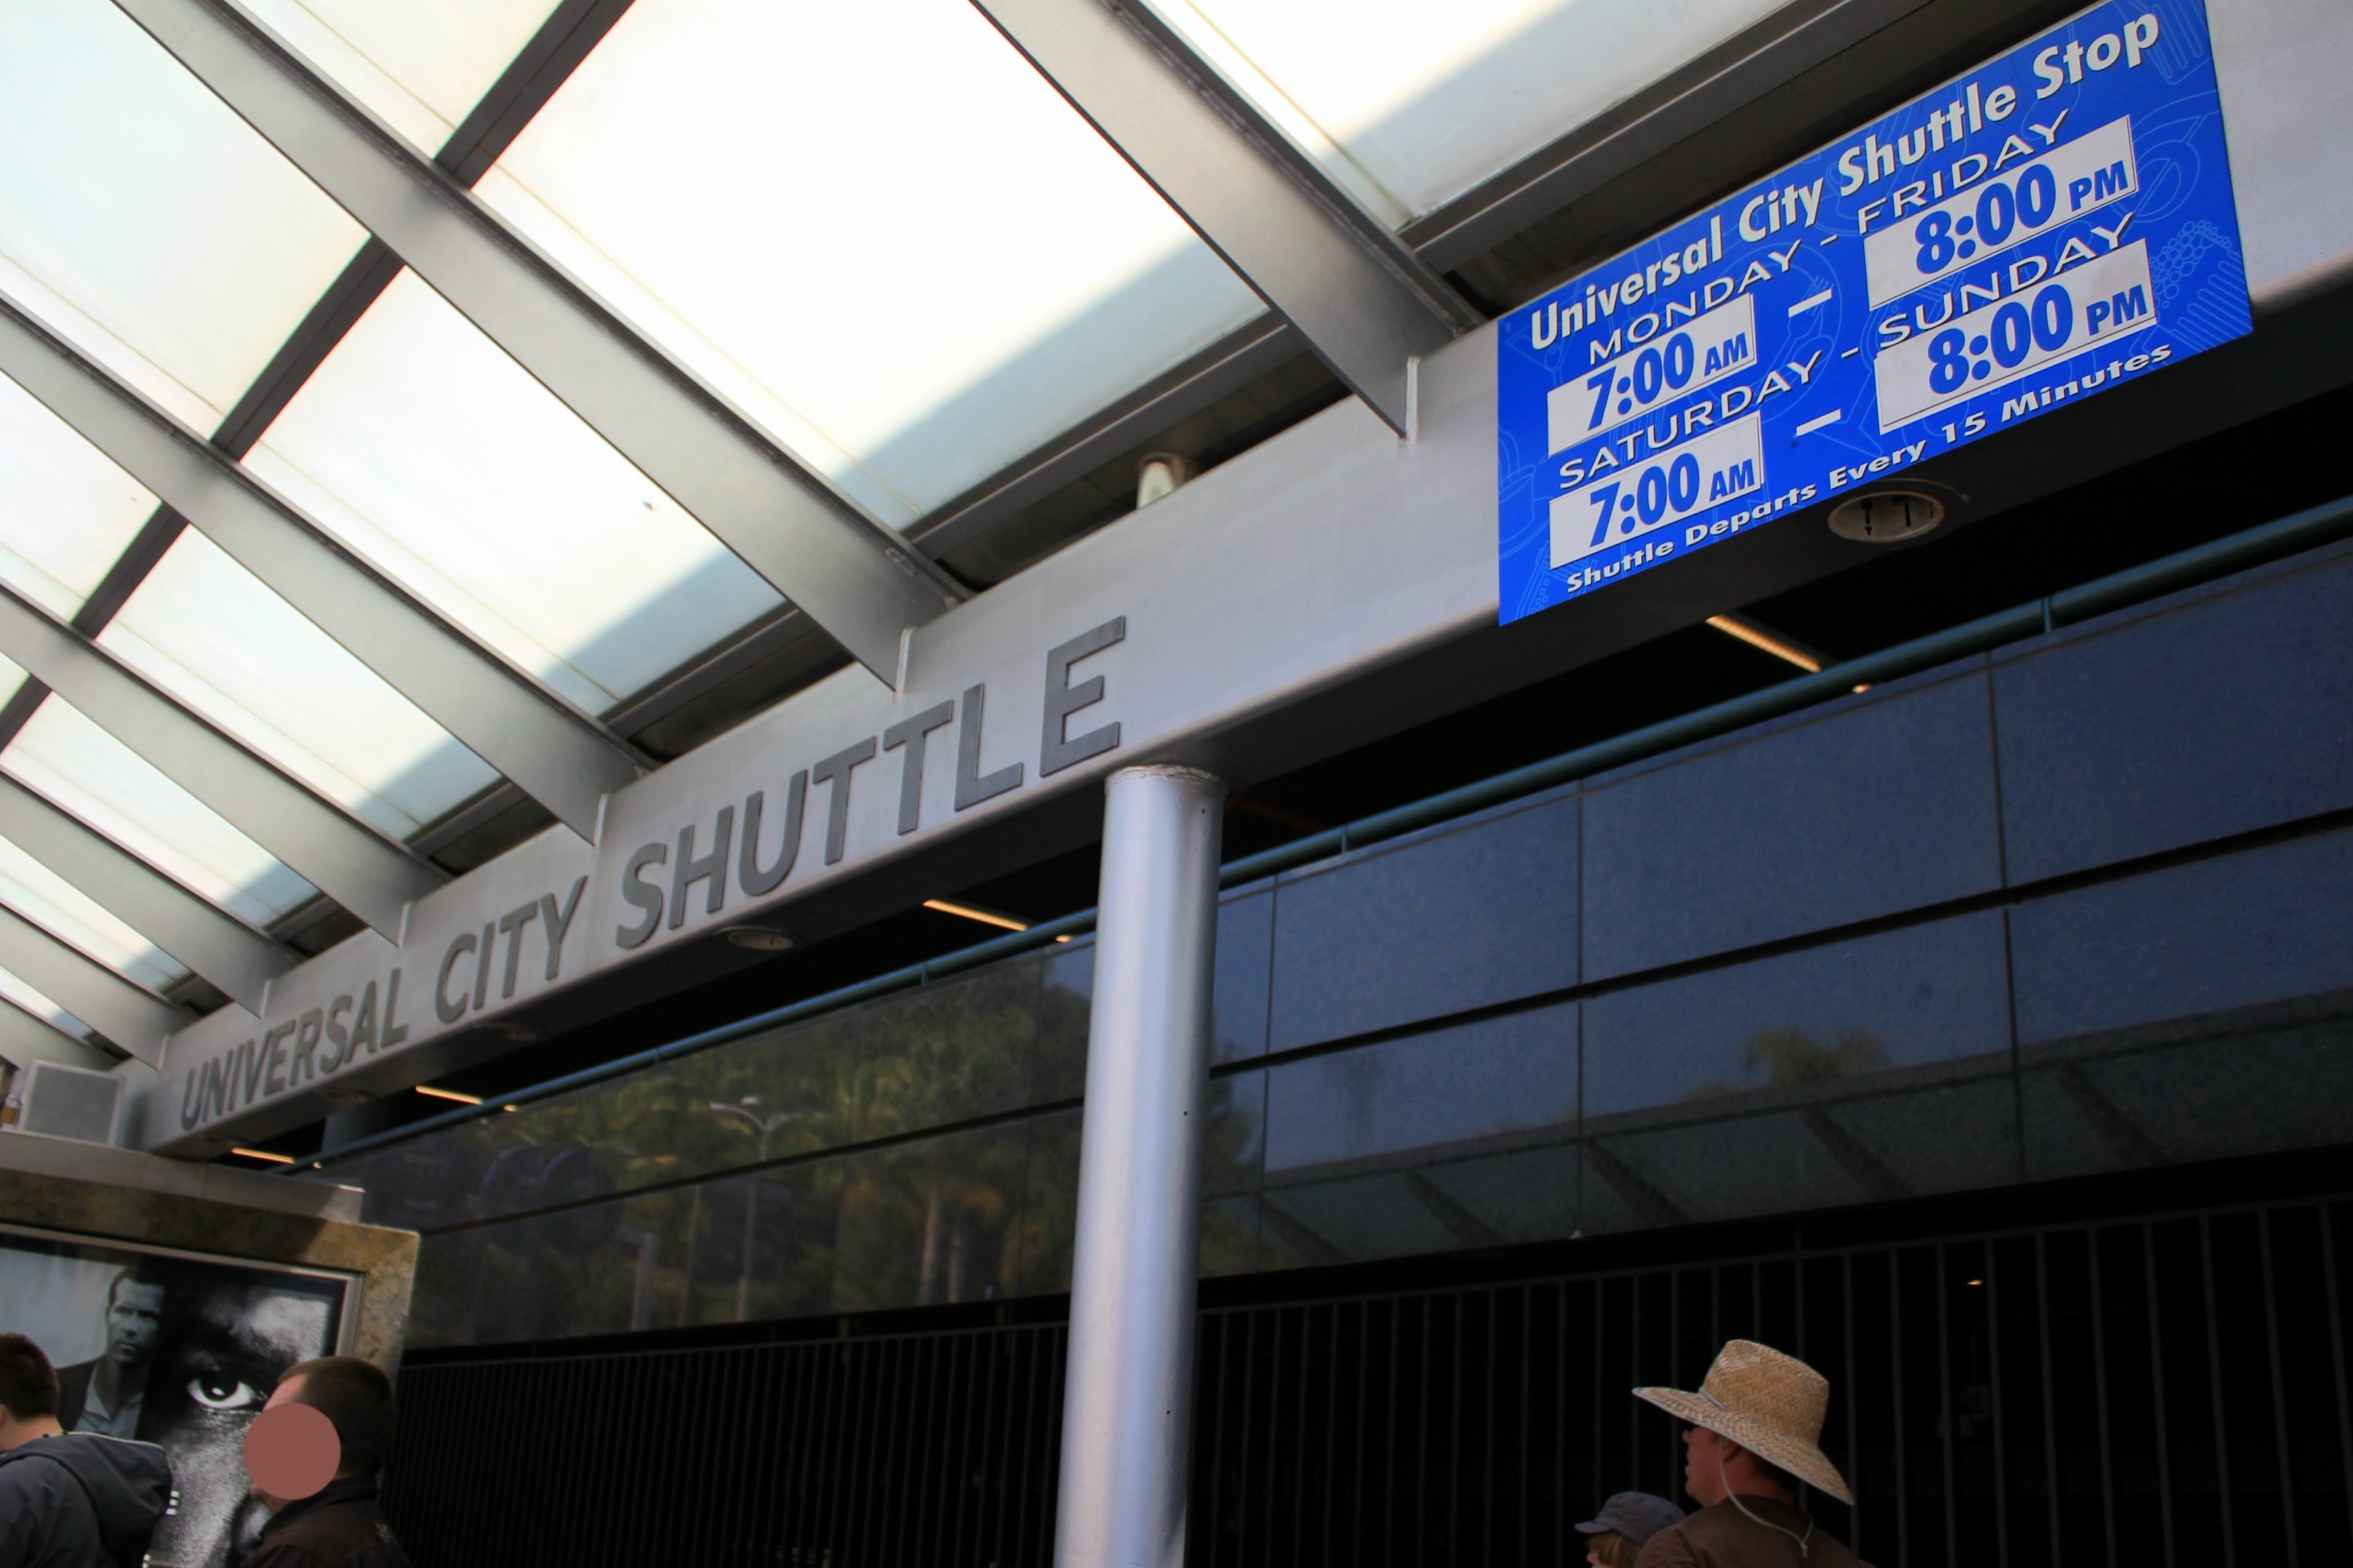 Universal City Shuttle Stop
MONDAY - FRIDAY
7:00 AM - 8:00 PM
SATURDAY - SUNDAY
7:00 AM - 8:00 PM
Shuttle Departs Every 15 Minutes
UNIVERSAL CITY SHUTTLE